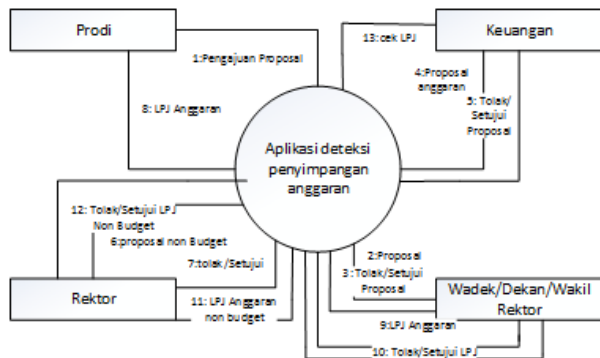 Prodi
Keuangan
1:Pengajuan Proposal
13:cek LPJ
4:Proposal
anggaran
5: Tolak/
Setujui
Proposal
8: LPJ Anggaran
Aplikasi deteksi
penyimpangan
anggaran
12: Tolak/Setujui LPJ
Non Budget
6:proposal non Budget
7:tolak/Setujui
2:Proposal
3: Tolak/Setujui
Proposal
Rektor
11: LPJ Anggaran
non budget
Wadek/Dekan/Wakil
Rektor
9:LPJ Anggaran
10: Tolak/Setujui LPJ